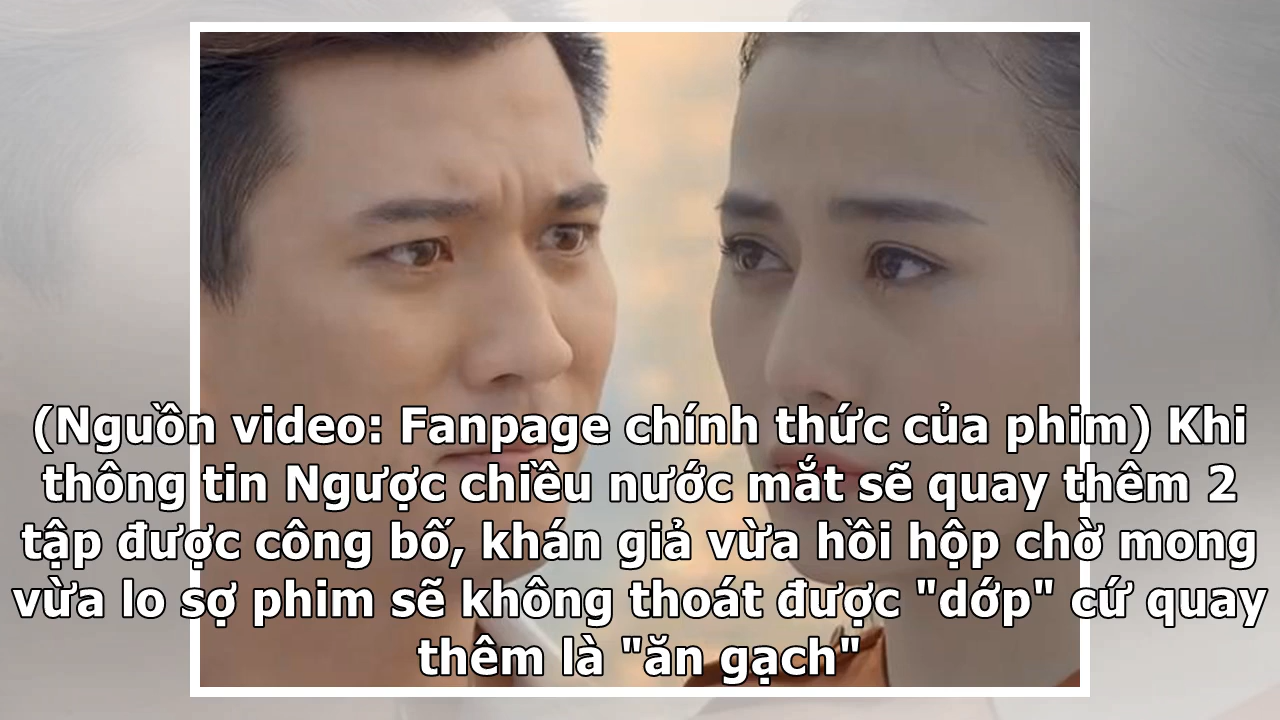 (Nguồn video: Fanpage chính thức của phim) Khi
thông tin Ngược chiều nước mắt sẽ quay thêm 2
tập được công bố, khán giả vừa hồi hộp chờ mong
vừa lo sợ phim sẽ không thoát được "dớp" cứ quay
thêm là "ăn gạch"